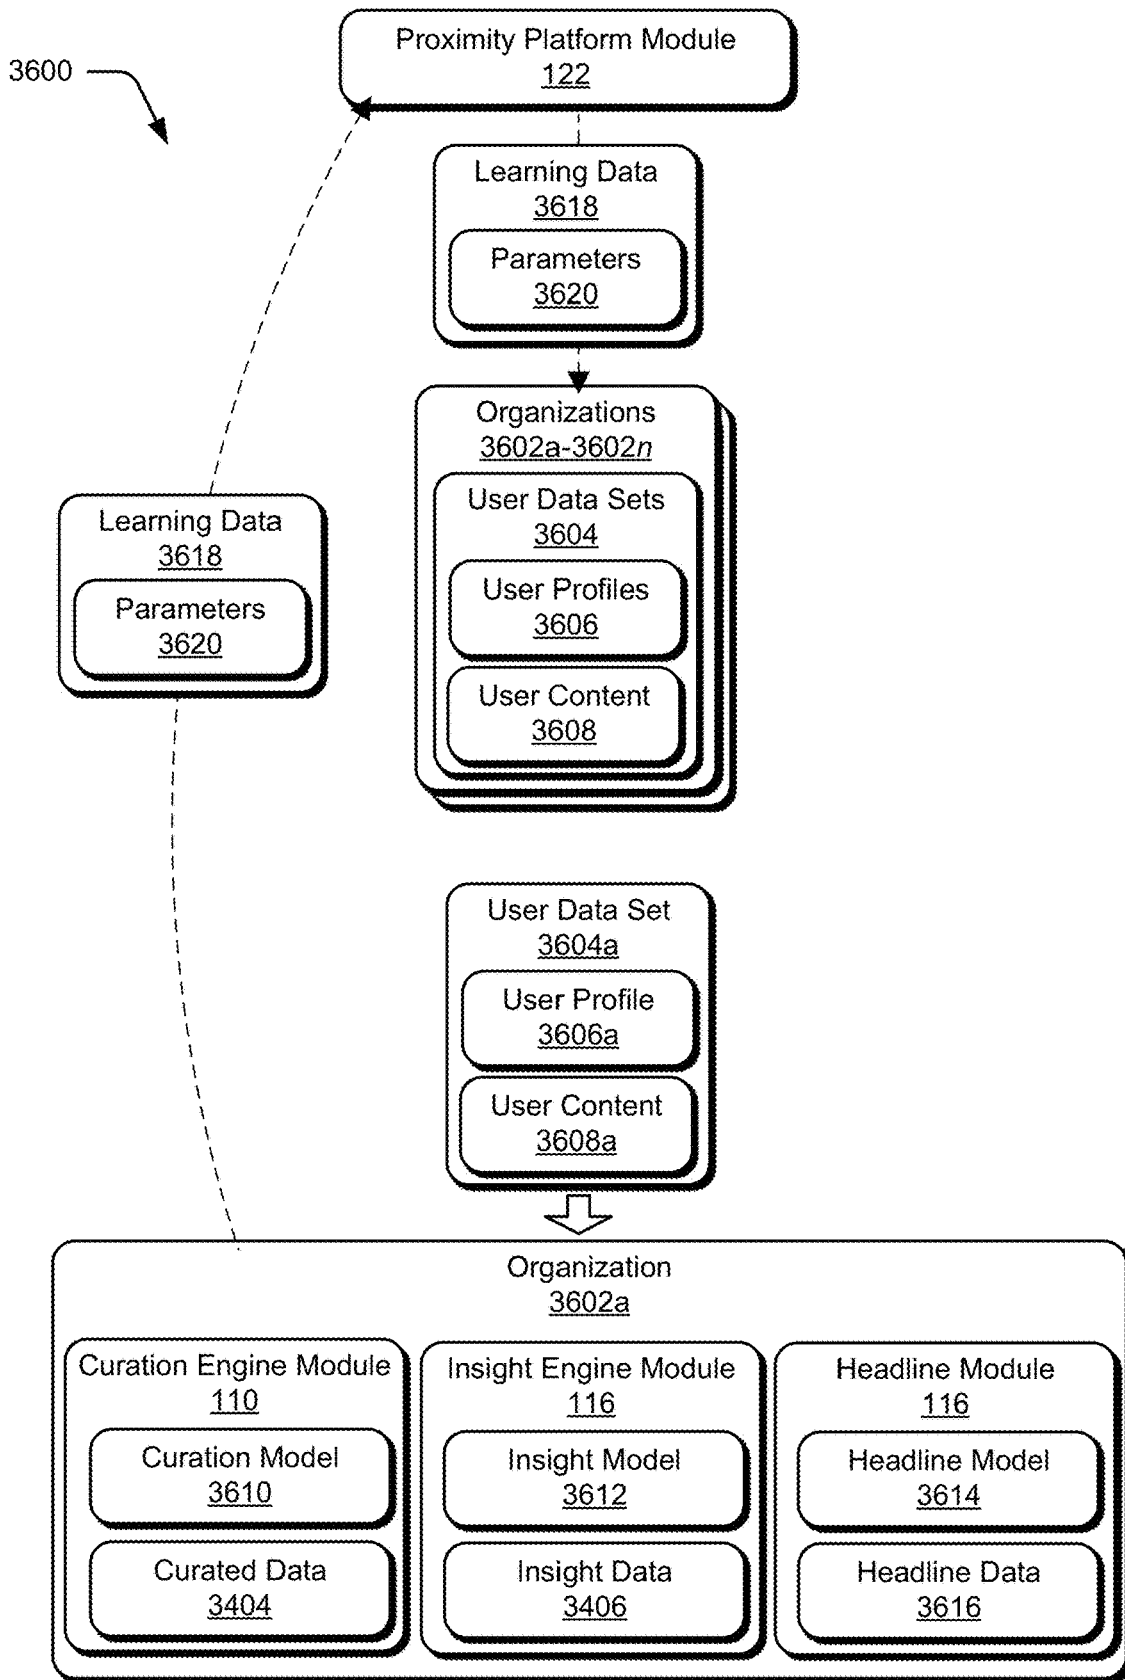 3600
Proximity Platform Module
122
Learning Data
3618
Parameters
3620
Organizations
3602a-3602n
User Data Sets
3604
User Profiles
3606
User Content
3608
Learning Data
3618
Parameters
3620
User Data Set
3604a
User Profile
3606a
User Content
3608a
Organization
3602a
Curation Engine Module
110
Curation Model
3610
Curated Data
3404
Insight Engine Module
116
Insight Model
3612
Insight Data
3406
Headline Module
116
Headline Model
3614
Headline Data
3616